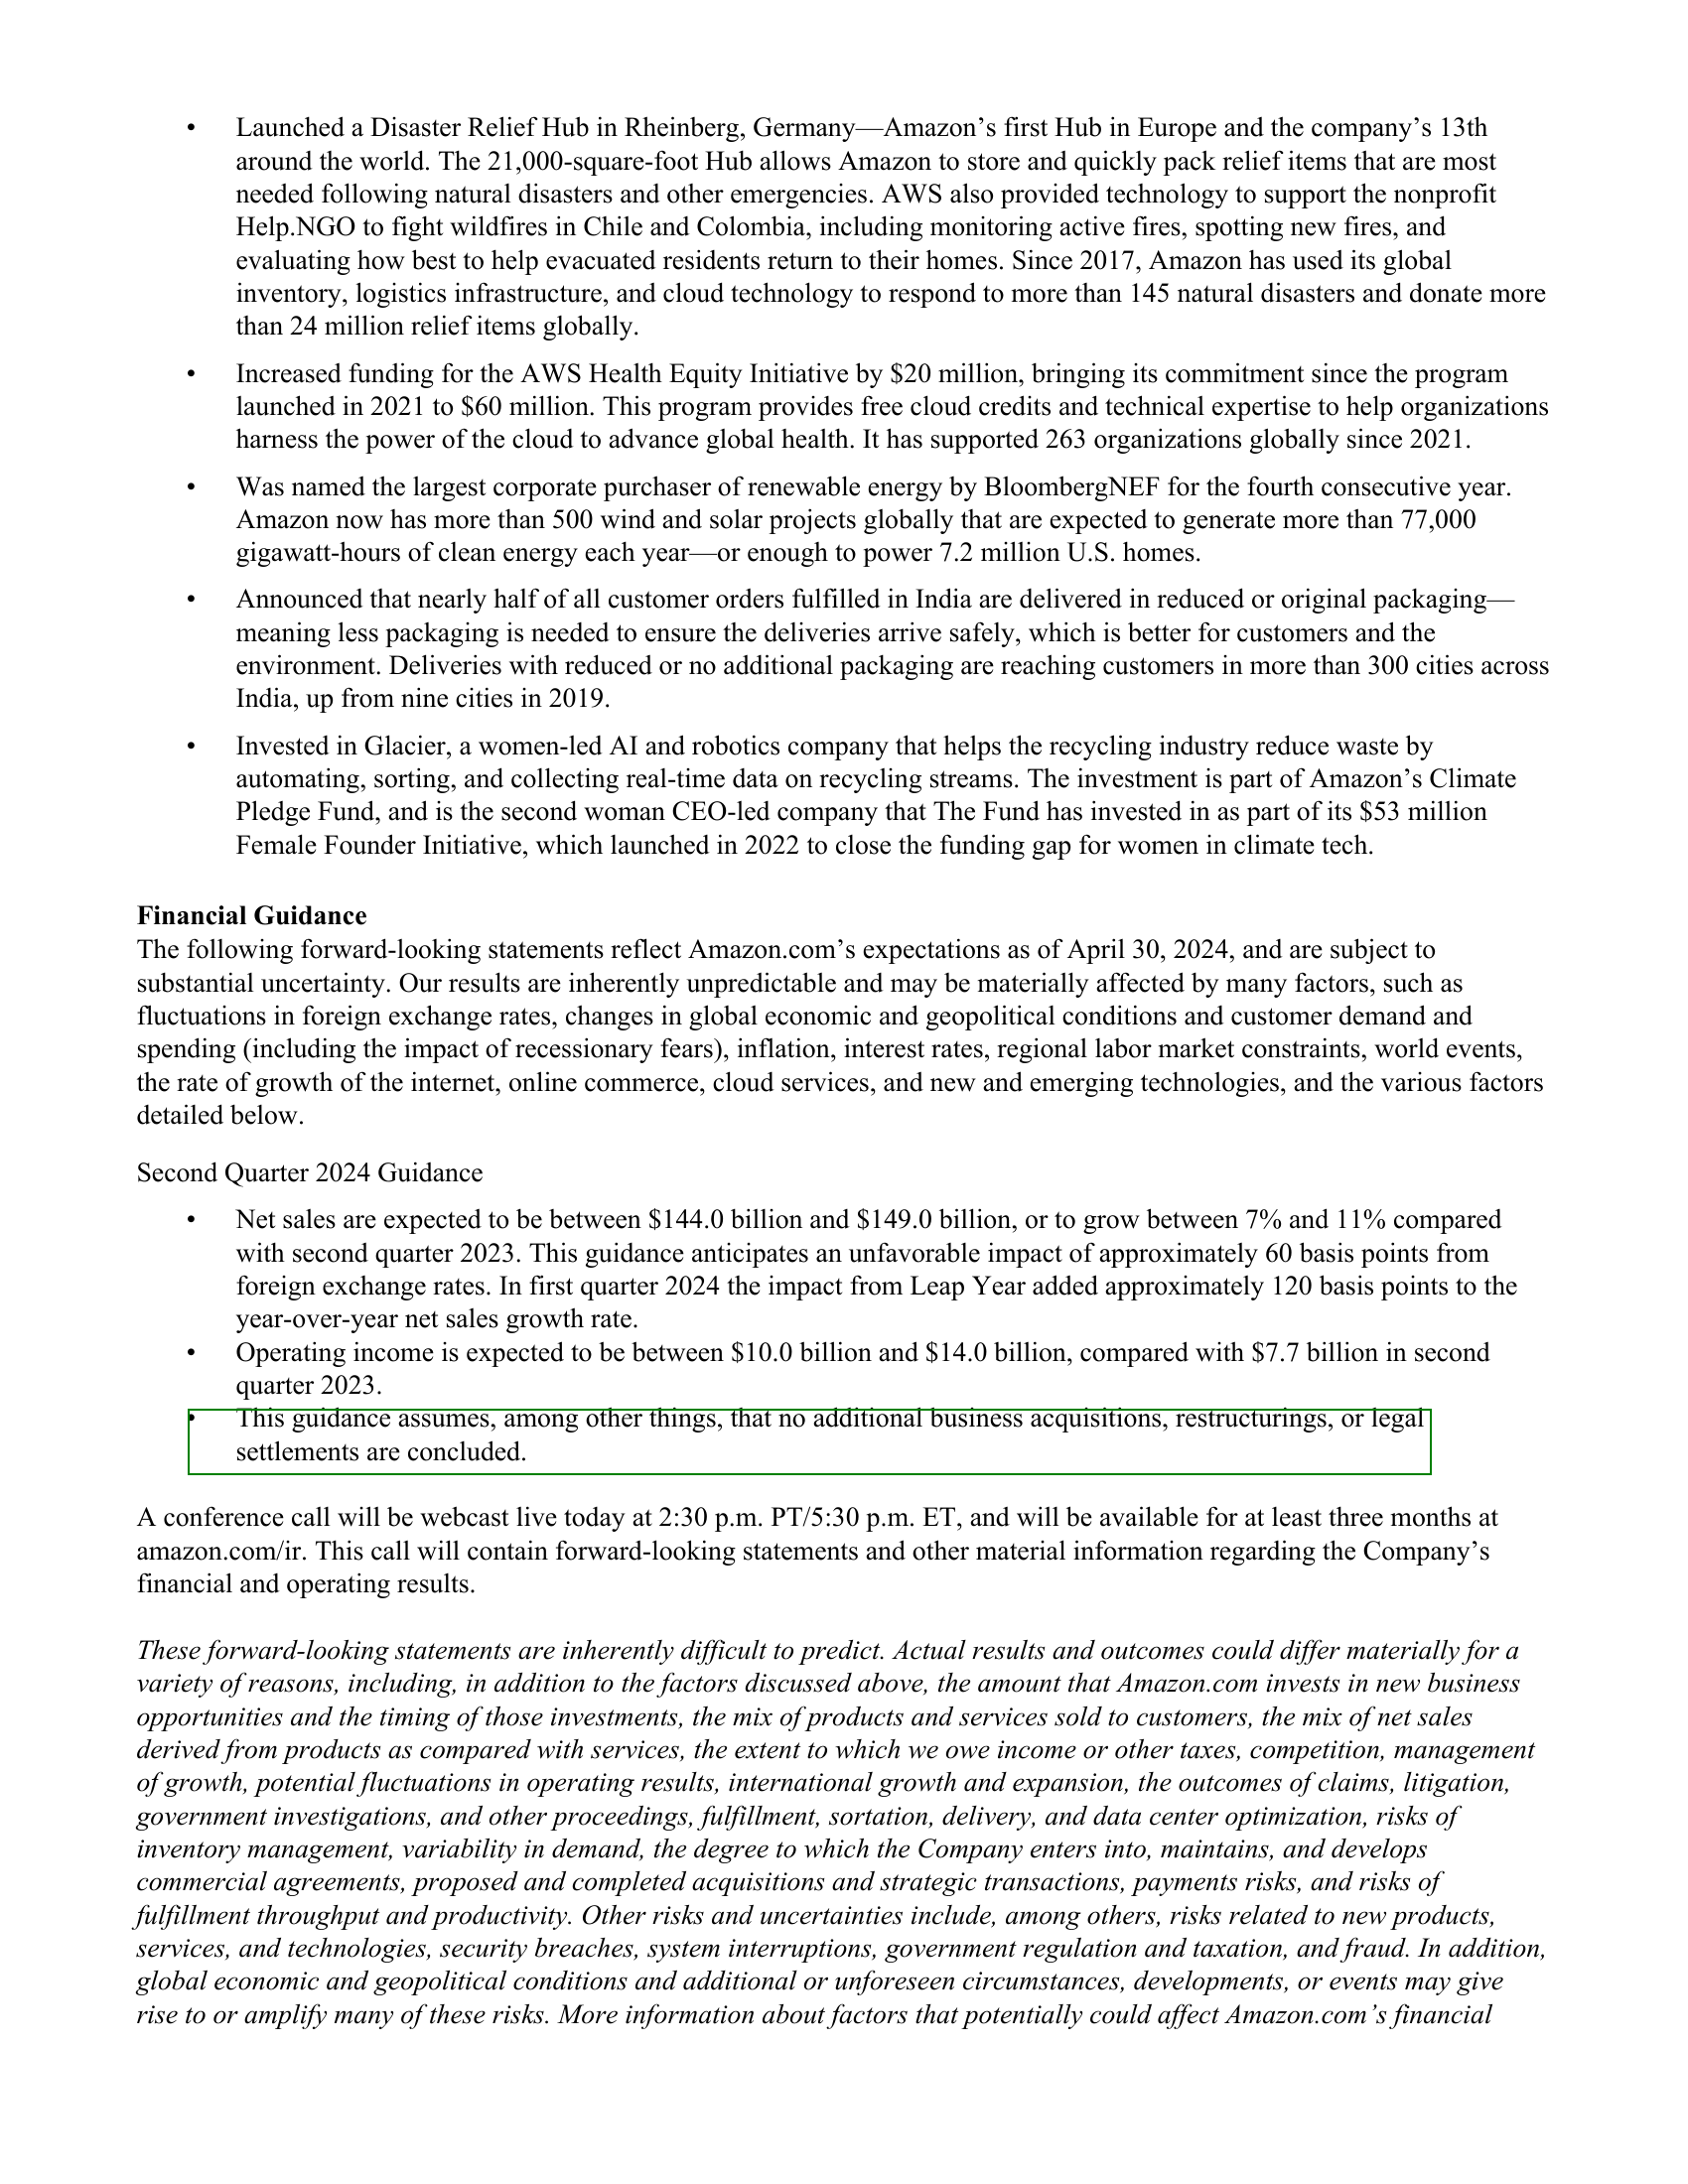 • Launched a Disaster Relief Hub in Rheinberg, Germany—Amazon’s first Hub in Europe and the company’s 13th
around the world. The 21,000-square-foot Hub allows Amazon to store and quickly pack relief items that are most
needed following natural disasters and other emergencies. AWS also provided technology to support the nonprofit
Help.NGO to fight wildfires in Chile and Colombia, including monitoring active fires, spotting new fires, and
evaluating how best to help evacuated residents return to their homes. Since 2017, Amazon has used its global
inventory, logistics infrastructure, and cloud technology to respond to more than 145 natural disasters and donate more
than 24 million relief items globally.
• Increased funding for the AWS Health Equity Initiative by $20 million, bringing its commitment since the program
launched in 2021 to $60 million. This program provides free cloud credits and technical expertise to help organizations
harness the power of the cloud to advance global health. It has supported 263 organizations globally since 2021.
• Was named the largest corporate purchaser of renewable energy by BloombergNEF for the fourth consecutive year.
Amazon now has more than 500 wind and solar projects globally that are expected to generate more than 77,000
gigawatt-hours of clean energy each year—or enough to power 7.2 million U.S. homes.
• Announced that nearly half of all customer orders fulfilled in India are delivered in reduced or original packaging—
meaning less packaging is needed to ensure the deliveries arrive safely, which is better for customers and the
environment. Deliveries with reduced or no additional packaging are reaching customers in more than 300 cities across
India, up from nine cities in 2019.
• Invested in Glacier, a women-led AI and robotics company that helps the recycling industry reduce waste by
automating, sorting, and collecting real-time data on recycling streams. The investment is part of Amazon’s Climate
Pledge Fund, and is the second woman CEO-led company that The Fund has invested in as part of its $53 million
Female Founder Initiative, which launched in 2022 to close the funding gap for women in climate tech.
Financial Guidance
The following forward-looking statements reflect Amazon.com’s expectations as of April 30, 2024, and are subject to
substantial uncertainty. Our results are inherently unpredictable and may be materially affected by many factors, such as
fluctuations in foreign exchange rates, changes in global economic and geopolitical conditions and customer demand and
spending (including the impact of recessionary fears), inflation, interest rates, regional labor market constraints, world events,
the rate of growth of the internet, online commerce, cloud services, and new and emerging technologies, and the various factors
detailed below.
Second Quarter 2024 Guidance
• Net sales are expected to be between $144.0 billion and $149.0 billion, or to grow between 7% and 11% compared
with second quarter 2023. This guidance anticipates an unfavorable impact of approximately 60 basis points from
foreign exchange rates. In first quarter 2024 the impact from Leap Year added approximately 120 basis points to the
year-over-year net sales growth rate.
• Operating income is expected to be between $10.0 billion and $14.0 billion, compared with $7.7 billion in second
quarter 2023.
• This guidance assumes, among other things, that no additional business acquisitions, restructurings, or legal
settlements are concluded.
A conference call will be webcast live today at 2:30 p.m. PT/5:30 p.m. ET, and will be available for at least three months at
amazon.com/ir. This call will contain forward-looking statements and other material information regarding the Company’s
financial and operating results.
These forward-looking statements are inherently difficult to predict. Actual results and outcomes could differ materially for a
variety of reasons, including, in addition to the factors discussed above, the amount that Amazon.com invests in new business
opportunities and the timing of those investments, the mix of products and services sold to customers, the mix of net sales
derived from products as compared with services, the extent to which we owe income or other taxes, competition, management
of growth, potential fluctuations in operating results, international growth and expansion, the outcomes of claims, litigation,
government investigations, and other proceedings, fulfillment, sortation, delivery, and data center optimization, risks of
inventory management, variability in demand, the degree to which the Company enters into, maintains, and develops
commercial agreements, proposed and completed acquisitions and strategic transactions, payments risks, and risks of
fulfillment throughput and productivity. Other risks and uncertainties include, among others, risks related to new products,
services, and technologies, security breaches, system interruptions, government regulation and taxation, and fraud. In addition,
global economic and geopolitical conditions and additional or unforeseen circumstances, developments, or events may give
rise to or amplify many of these risks. More information about factors that potentially could affect Amazon.com’s financial